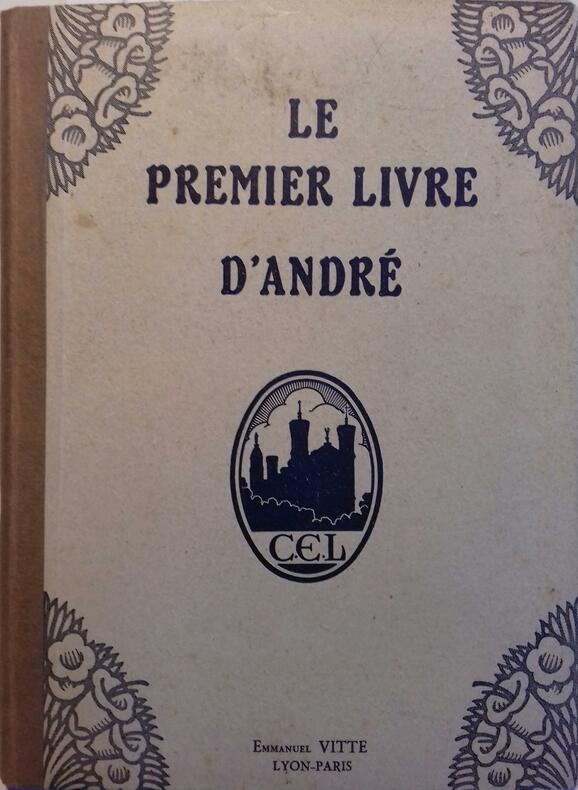 LE
PREMIER LIVRE
D'ANDRÉ
C.E.L
EMMANUEL VITTE
LYON-PARIS